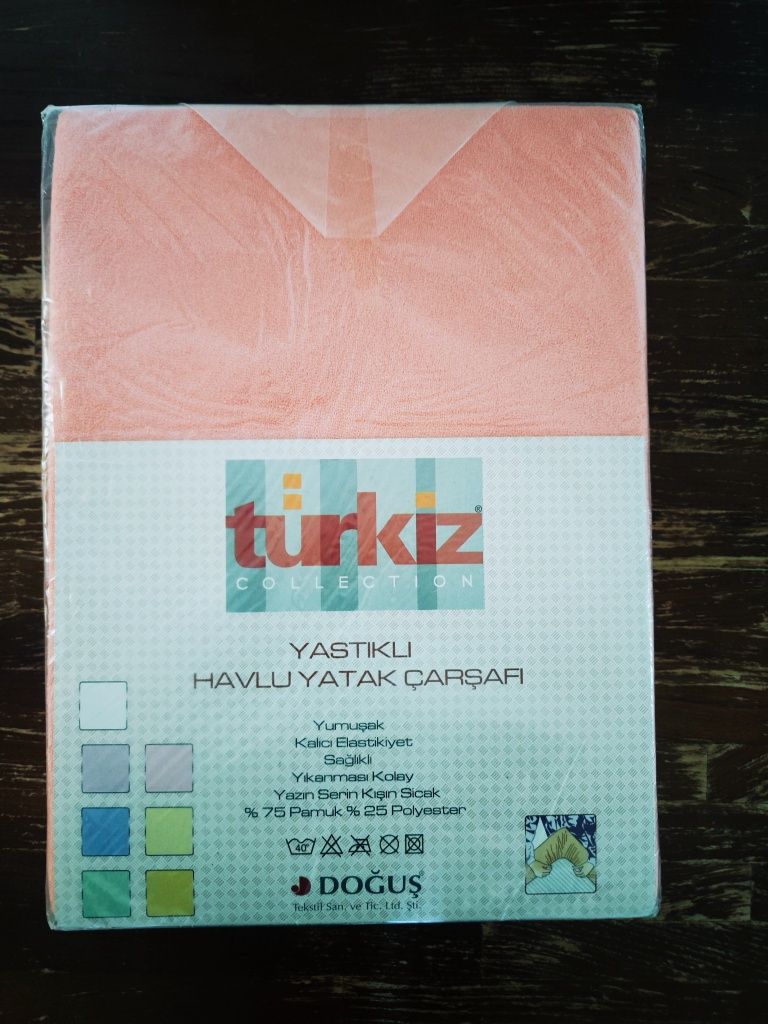 türkiz®
COLLECTION
YASTIKLI
HAVLU YATAK ÇARŞAFI
Yumuşak
Kalıcı Elastikiyet
Sağlıklı
Yıkanması Kolay
Yazın Serin Kışın Sıcak
% 75 Pamuk % 25 Polyester
40°
DOĞUŞ
Tekstil San. ve Tic. Ltd. Şti.